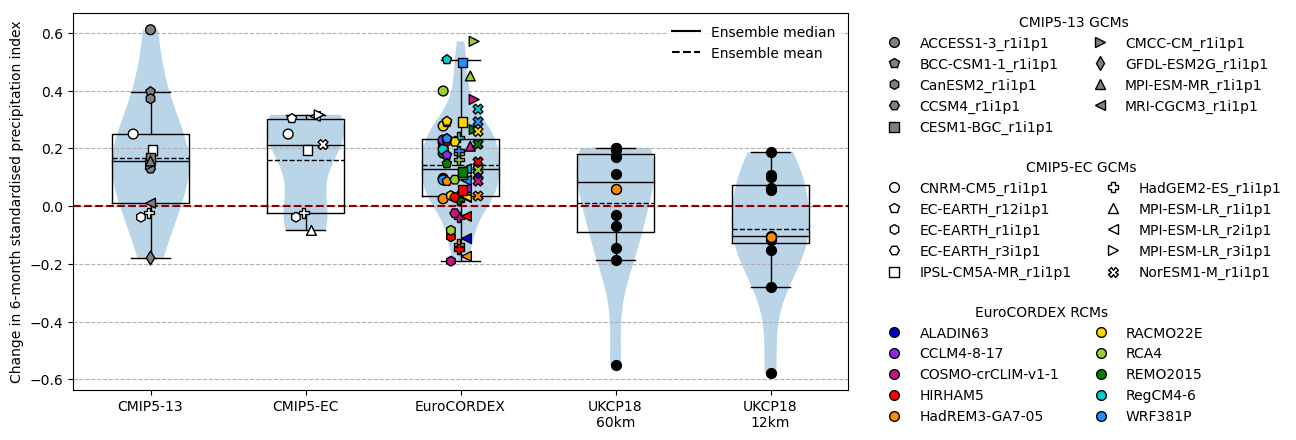 Change in 6-month standardised precipitation index
0.6
0.4
0.2
0.0
−0.2
−0.4
−0.6
CMIP5-13
CMIP5-EC
EuroCORDEX
UKCP18
60km
UKCP18
12km
Ensemble median
Ensemble mean
CMIP5-13 GCMs
ACCESS1-3_r1i1p1
BCC-CSM1-1_r1i1p1
CanESM2_r1i1p1
CCSM4_r1i1p1
CESM1-BGC_r1i1p1
CMCC-CM_r1i1p1
GFDL-ESM2G_r1i1p1
MPI-ESM-MR_r1i1p1
MRI-CGCM3_r1i1p1
CMIP5-EC GCMs
CNRM-CM5_r1i1p1
EC-EARTH_r12i1p1
EC-EARTH_r1i1p1
EC-EARTH_r3i1p1
IPSL-CM5A-MR_r1i1p1
HadGEM2-ES_r1i1p1
MPI-ESM-LR_r1i1p1
MPI-ESM-LR_r2i1p1
MPI-ESM-LR_r3i1p1
NorESM1-M_r1i1p1
EuroCORDEX RCMs
ALADIN63
CCLM4-8-17
COSMO-crCLIM-v1-1
HIRHAM5
HadREM3-GA7-05
RACMO22E
RCA4
REMO2015
RegCM4-6
WRF381P